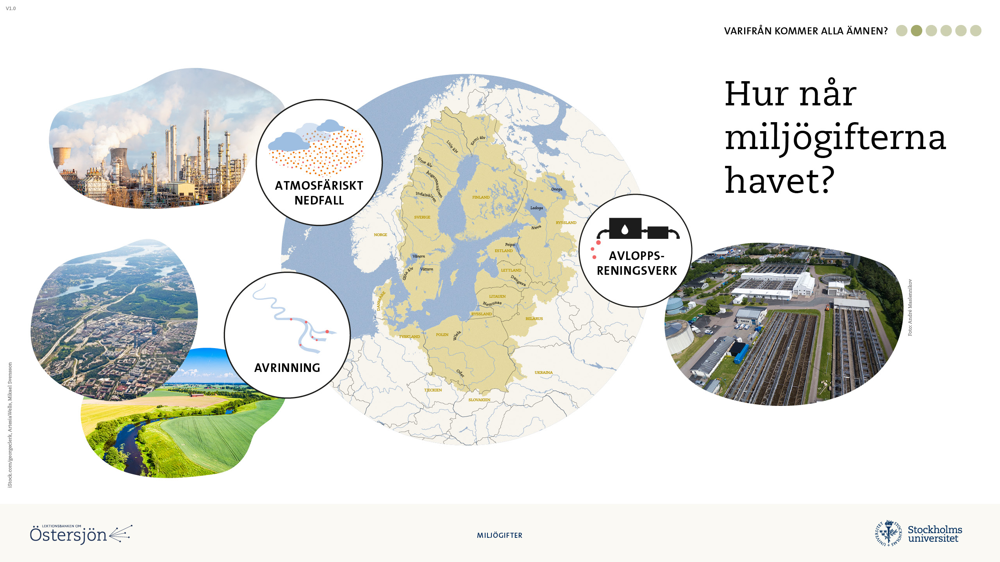 V1.0
VARIFRÅN KOMMER ALLA ÄMNEN?
Hur når
miljögifterna
havet?
ATMOSFÄRISKT
NEDFALL
AVLOPPS-
RENINGSVERK
AVRINNING
Kemi älv
Lule älv
Ume älv
Ångermanälven
Indalsälven
Onega
FINLAND
Ladoga
SVERIGE
RYSSLAND
Neva
NORGE
Peipsi
ESTLAND
Vänern
Vättern
Göta älv
LETTLAND
Daugava
DANMARK
LITAUEN
Nemunas
RYSSLAND
BELARUS
TYSKLAND
POLEN
Wisła
Oder
UKRAINA
TJECKIEN
SLOVAKIEN
Foto: André Maslennikov
iStock.com/georgeclerk, ArtesiaWells, Mikael Svensson
LEKTIONSBANKEN OM
Östersjön
MILJÖGIFTER
STOCKHOLMS UNIVERSITET
Stockholms
universitet